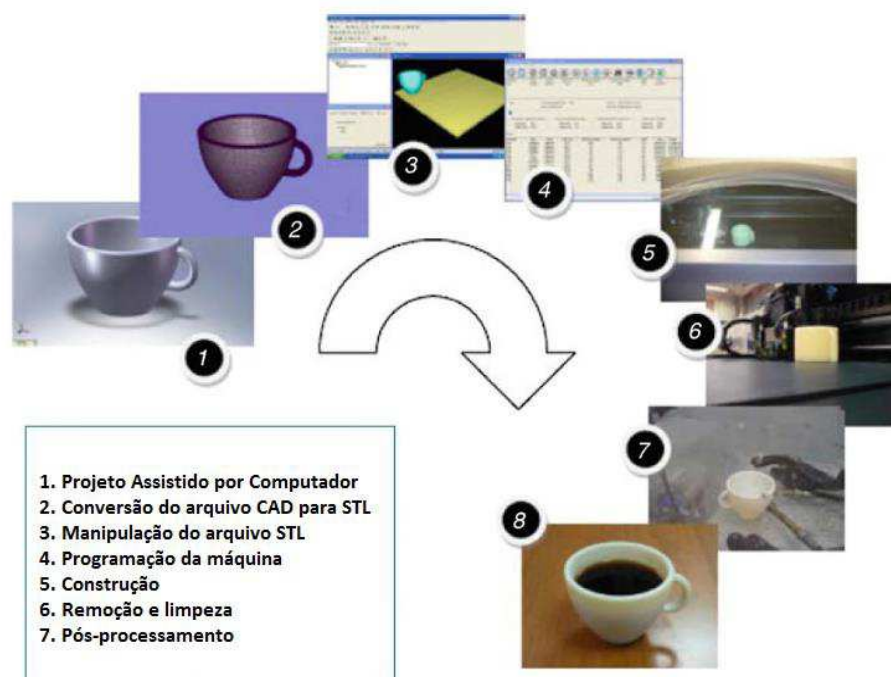 3
4
2
5
1
6
7
8
1. Projeto Assistido por Computador
2. Conversão do arquivo CAD para STL
3. Manipulação do arquivo STL
4. Programação da máquina
5. Construção
6. Remoção e limpeza
7. Pós-processamento